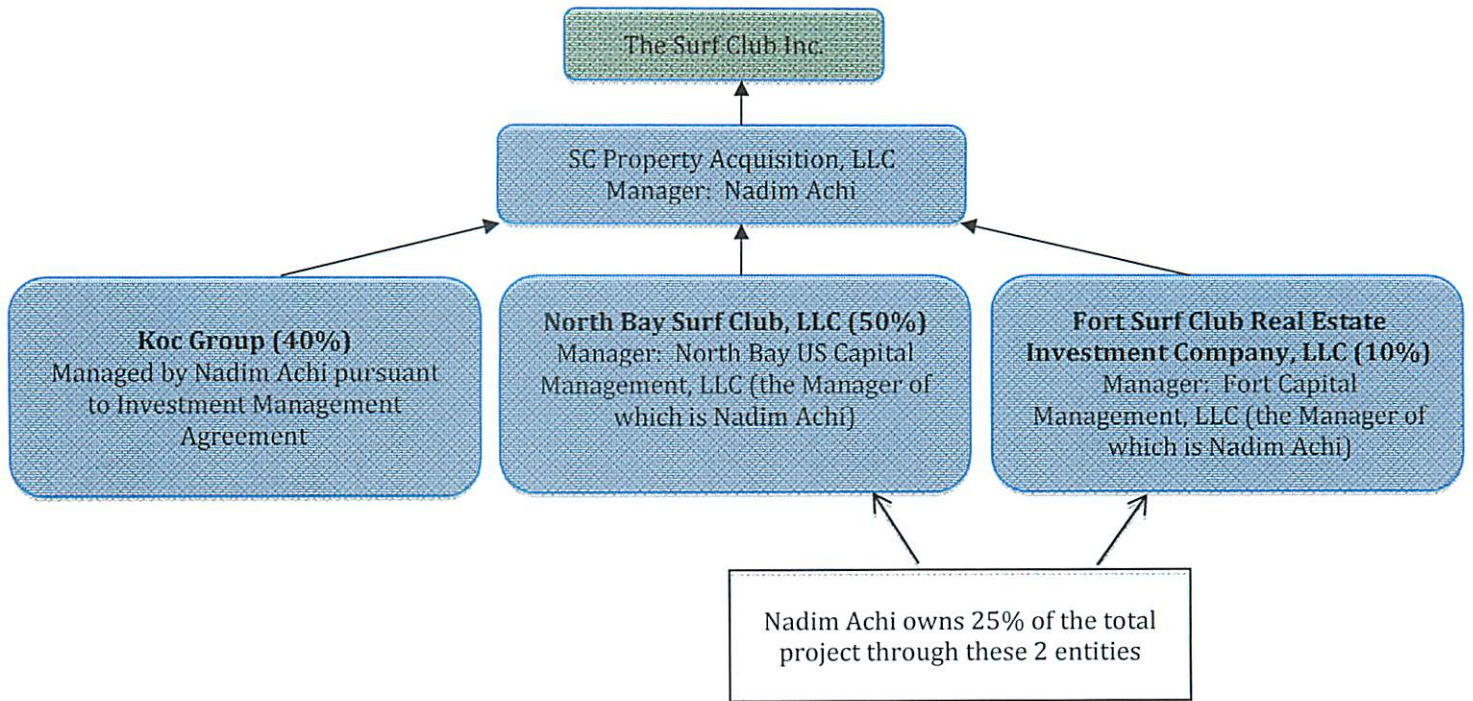 The Surf Club Inc.
SC Property Acquisition, LLC
Manager: Nadim Achi
Koc Group (40%)
Managed by Nadim Achi pursuant
to Investment Management
Agreement
North Bay Surf Club, LLC (50%)
Manager: North Bay US Capital
Management, LLC (the Manager of
which is Nadim Achi)
Fort Surf Club Real Estate
Investment Company, LLC (10%)
Manager: Fort Capital
Management, LLC (the Manager of
which is Nadim Achi)
Nadim Achi owns 25% of the total
project through these 2 entities